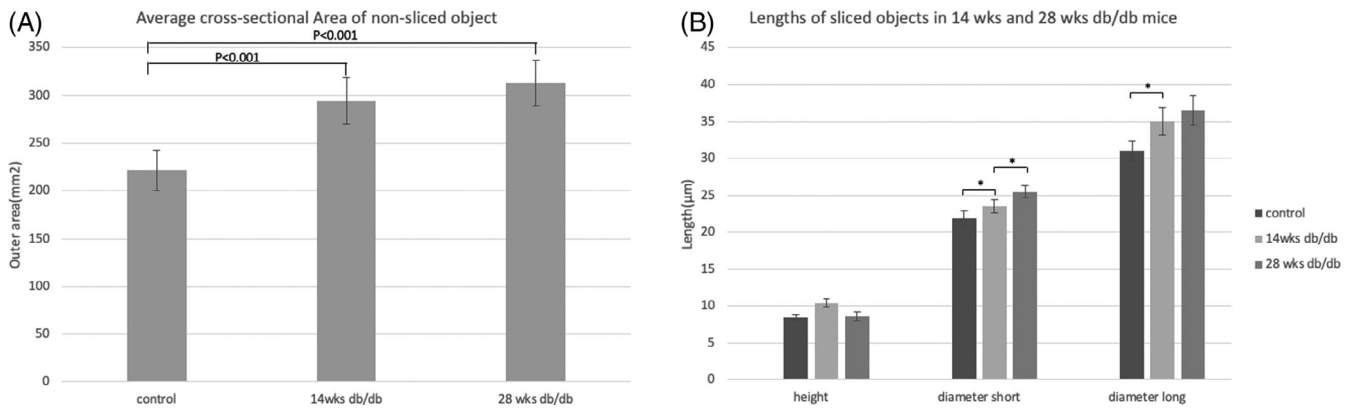 (A)
Average cross-sectional Area of non-sliced object
P<0.001
P<0.001
Outer area(mm2)
350
300
250
200
150
100
50
0
control
14wks db/db
28 wks db/db
(B)
Lengths of sliced objects in 14 wks and 28 wks db/db mice
Length(μm)
45
40
35
30
25
20
15
10
5
0
*
*
*
height
diameter short
diameter long
control
14wks db/db
28 wks db/db